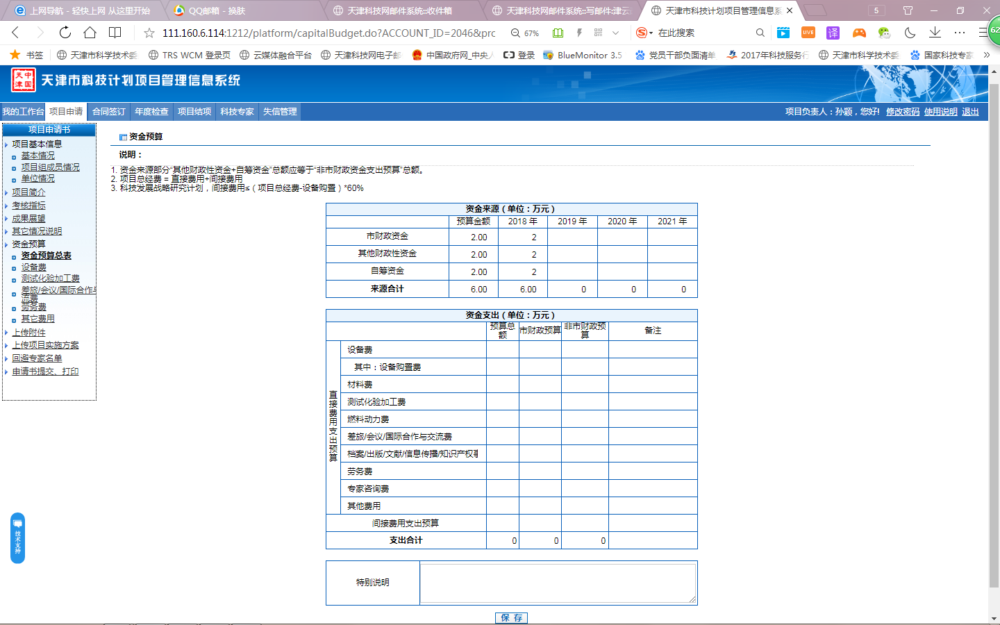 上网导航 - 轻快上网 从这里开始
QQ邮箱 - 换肤
天津科技网邮件系统::收件箱
天津科技网邮件系统::写邮件:津云
天津市科技计划项目管理信息系
5
111.160.6.114:1212/platform/capitalBudget.do?ACCOUNT_ID=2046&prc
67%
在此搜索
LIVE
译
62
书签
天津市科学技术委
TRS WCM 登录页
云媒体融合平台
天津科技网电子邮
中国政府网_中央
登录
BlueMonitor 3.5
党员干部负面清单
2017年科技服务行
天津市科学技术委
国家科技专家
天中津国
天津市科技计划项目管理信息系统
我的工作台
项目申请
合同签订
年度检查
项目结项
科技专家
失信管理
项目负责人：孙颖，您好! 修改密码 使用说明 退出
项目申请书
项目基本信息
基本情况
项目组成员情况
单位情况
项目简介
考核指标
成果展望
其它情况说明
资金预算
资金预算总表
设备费
测试化验加工费
差旅/会议/国际合作与
流费
劳务费
其它费用
上传附件
上传项目实施方案
回避专家名单
申请书提交、打印
技术支持
资金预算
说明：
1. 资金来源部分“其他财政性资金+自筹资金”总额应等于“非市财政资金支出预算”总额。
2. 项目总经费 = 直接费用+间接费用
3. 科技发展战略研究计划，间接费用≤（项目总经费-设备购置）*60%
资金来源（单位：万元）
预算金额 2018 年 2019 年 2020 年 2021 年
市财政资金 2.00 2
其他财政性资金 2.00 2
自筹资金 2.00 2
来源合计 6.00 6.00 0 0 0
资金支出（单位：万元）
预算总额 市财政预算 非市财政预算 备注
直接费用支出预算
设备费
其中：设备购置费
材料费
测试化验加工费
燃料动力费
差旅/会议/国际合作与交流费
档案/出版/文献/信息传播/知识产权事
劳务费
专家咨询费
其他费用
间接费用支出预算
支出合计 0 0 0
特别说明
保 存